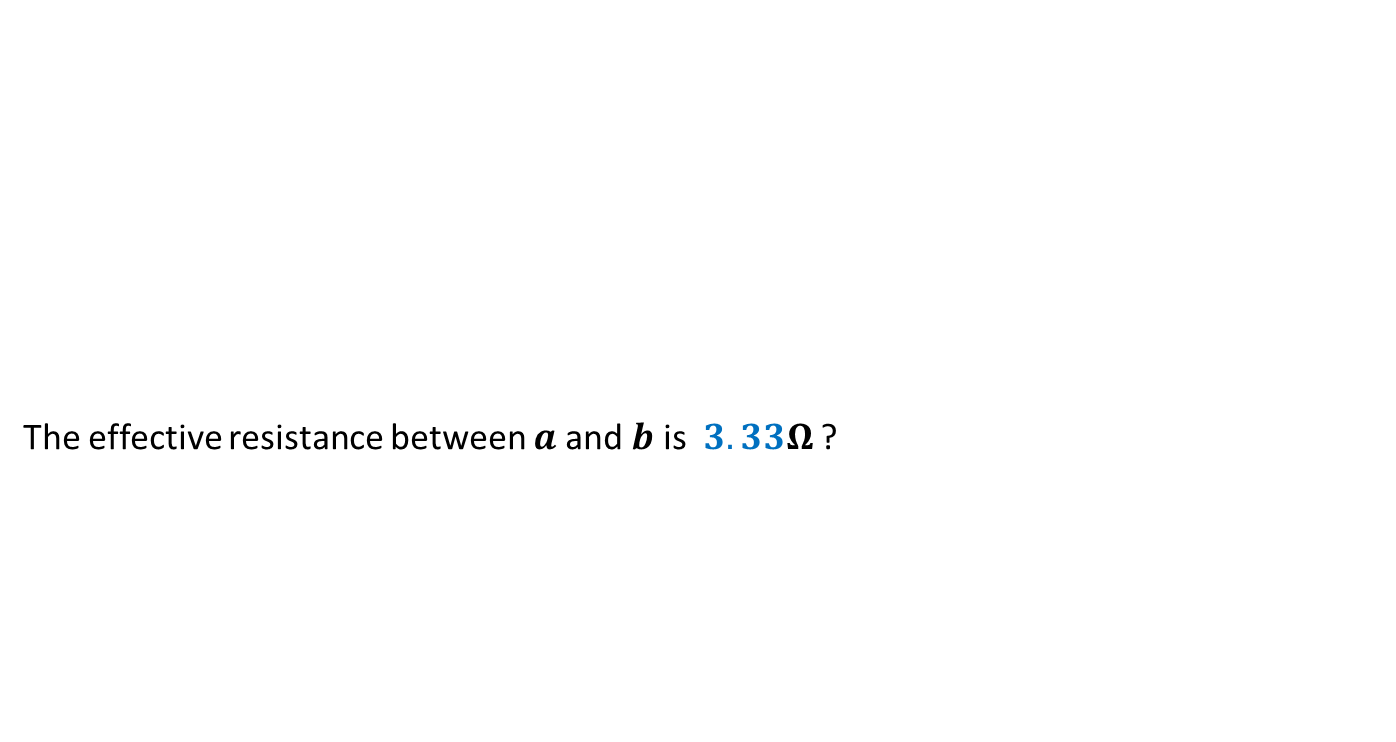 The effective resistance between a and b is 3.33Ω ?